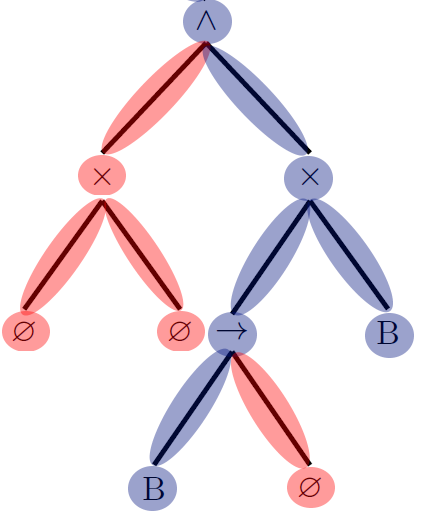 ∧
× ×
∅ ∅ → B
B ∅